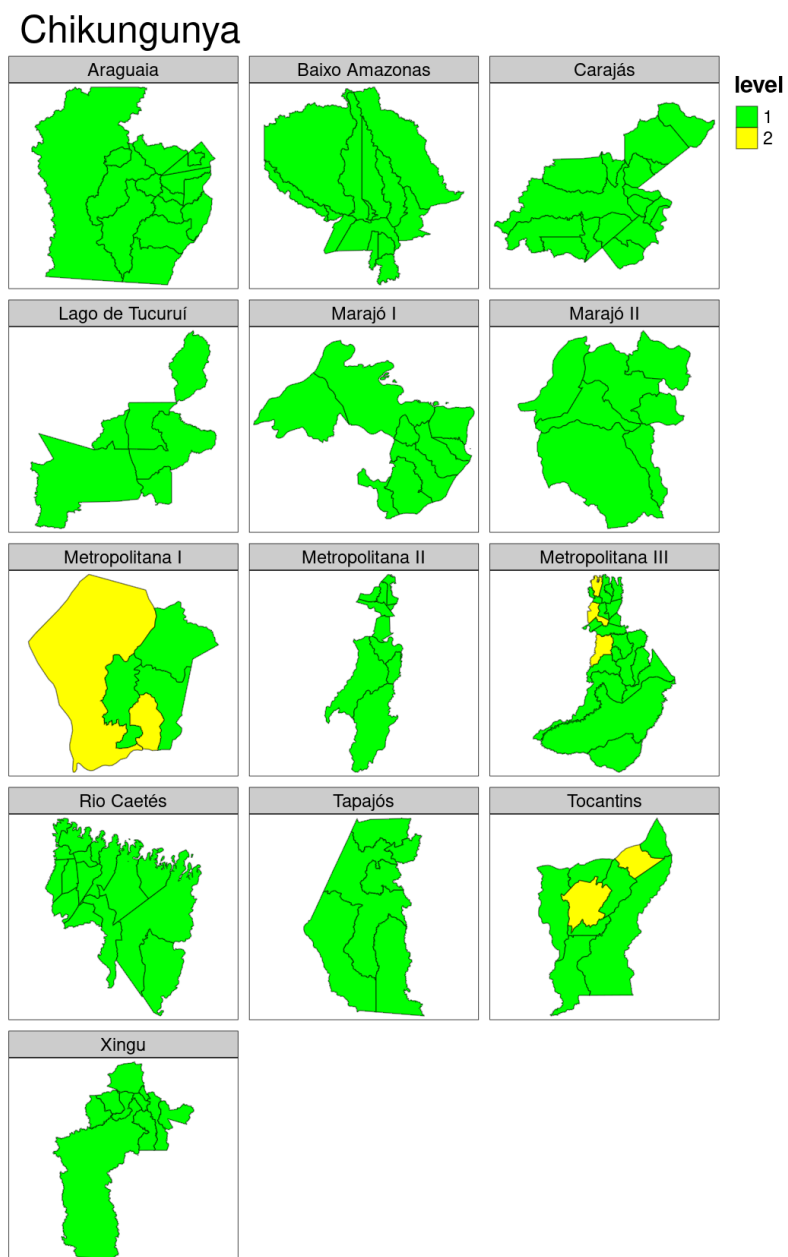 Chikungunya
Araguaia
Baixo Amazonas
Carajás
level
1
2
Lago de Tucuruí
Marajó I
Marajó II
Metropolitana I
Metropolitana II
Metropolitana III
Rio Caetés
Tapajós
Tocantins
Xingu